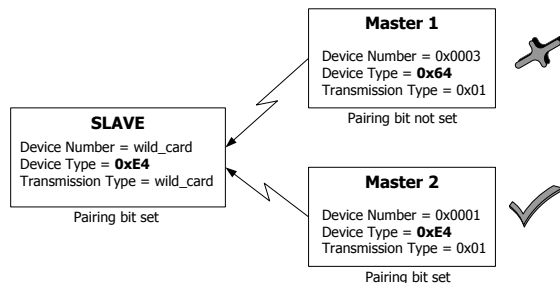 Master 1
Device Number = 0x0003
Device Type = 0x64
Transmission Type = 0x01
Pairing bit not set
SLAVE
Device Number = wild_card
Device Type = 0xE4
Transmission Type = wild_card
Pairing bit set
Master 2
Device Number = 0x0001
Device Type = 0xE4
Transmission Type = 0x01
Pairing bit set